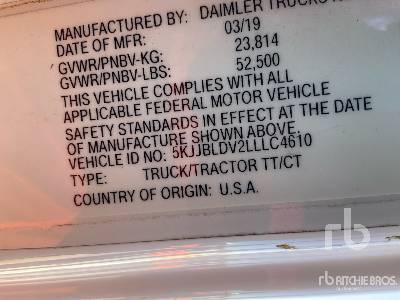 MANUFACTURED BY: DAIMLER TRUCKS
DATE OF MFR: 03/19
GVWR/PNBV-KG: 23,814
GVWR/PNBV-LBS: 52,500
THIS VEHICLE COMPLIES WITH ALL
APPLICABLE FEDERAL MOTOR VEHICLE
SAFETY STANDARDS IN EFFECT AT THE DATE
OF MANUFACTURE SHOWN ABOVE.
VEHICLE ID NO: 5KJJBLDV2LLLC4610
TYPE: TRUCK/TRACTOR TT/CT
COUNTRY OF ORIGIN: U.S.A.
rb
rb RITCHIE BROS.